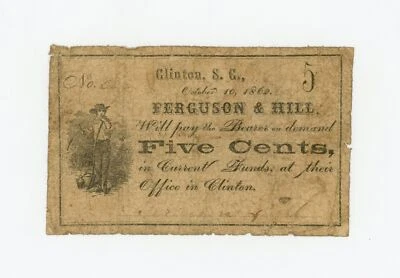 No.
Clinton, S. C.,
5
October 10, 1862.
FERGUSON & HILL,
Will pay the Bearer on demand
Five Cents,
in Current Funds, at their
Office in Clinton.